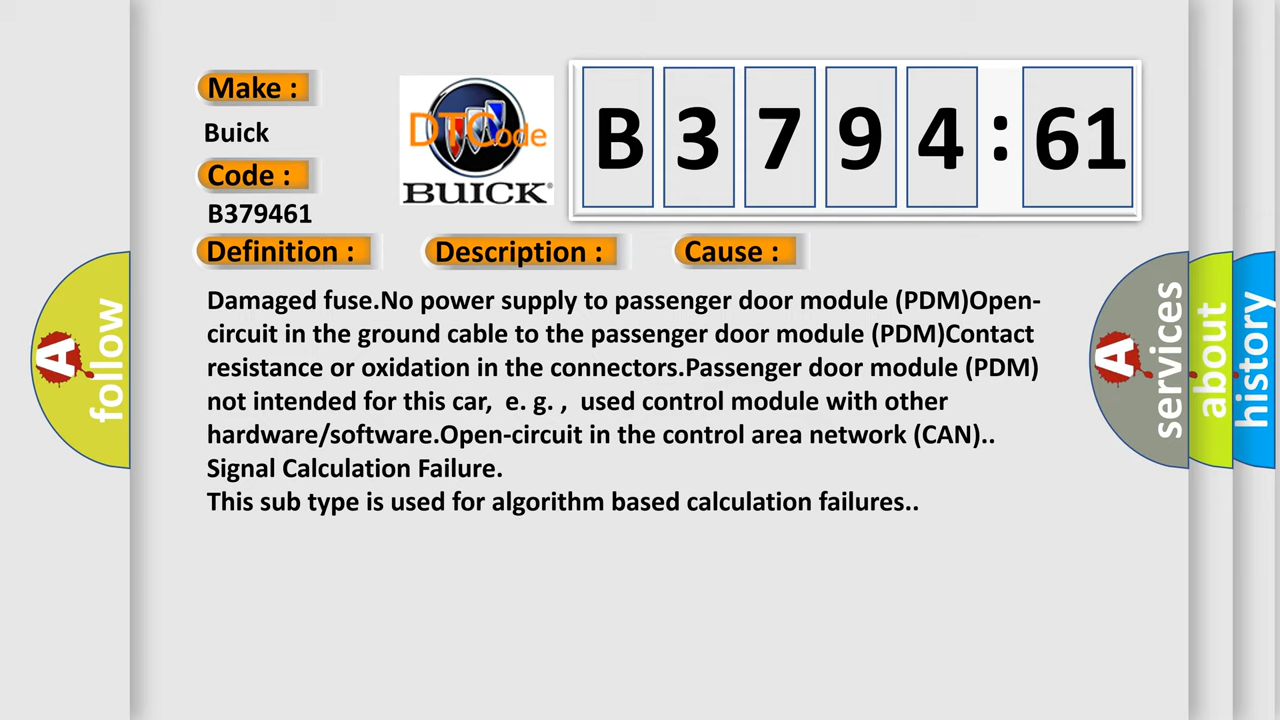 Make :
Buick
Code :
B379461
DTCode
BUICK®
B3794:61
Definition :
Description :
Cause :
Damaged fuse.No power supply to passenger door module (PDM)Open-
circuit in the ground cable to the passenger door module (PDM)Contact
resistance or oxidation in the connectors.Passenger door module (PDM)
not intended for this car, e. g. , used control module with other
hardware/software.Open-circuit in the control area network (CAN)..
Signal Calculation Failure.
This sub type is used for algorithm based calculation failures..
A follow
A services
about
history